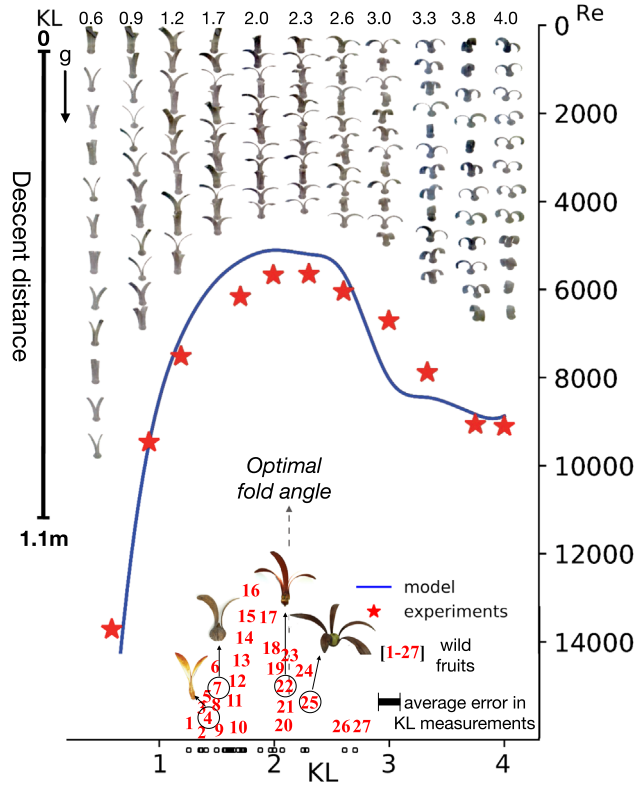 KL 0.6 0.9 1.2 1.7 2.0 2.3 2.6 3.0 3.3 3.8 4.0 Re
0
0
g
2000
4000
Descent distance
6000
8000
10000
Optimal
fold angle
1.1m
12000
16
model
15 17
experiments
14
14000
18
23
[1-27] wild
fruits
6 13
19
24
7 12
22
5
11
25
3 8
21
average error in
KL measurements
4
1
2 9 10
20
26 27
1 2 3 4
KL